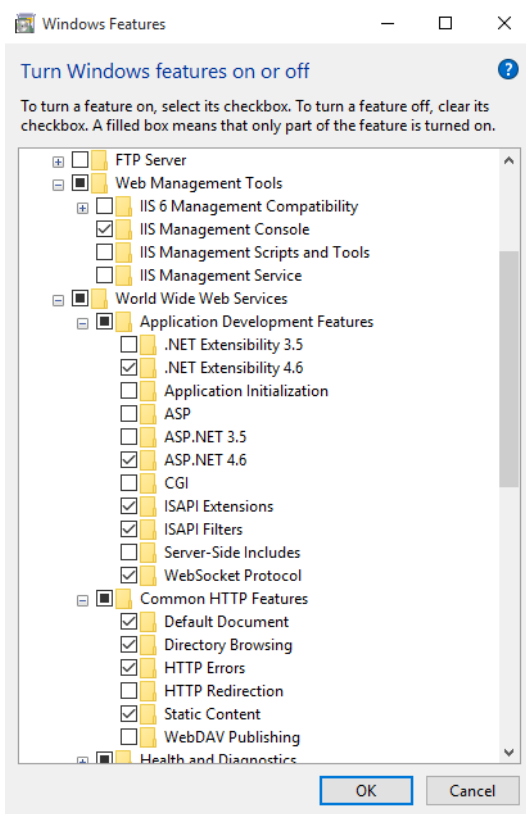 Windows Features
Turn Windows features on or off
?
To turn a feature on, select its checkbox. To turn a feature off, clear its
checkbox. A filled box means that only part of the feature is turned on.
FTP Server
Web Management Tools
IIS 6 Management Compatibility
IIS Management Console
IIS Management Scripts and Tools
IIS Management Service
World Wide Web Services
Application Development Features
.NET Extensibility 3.5
.NET Extensibility 4.6
Application Initialization
ASP
ASP.NET 3.5
ASP.NET 4.6
CGI
ISAPI Extensions
ISAPI Filters
Server-Side Includes
WebSocket Protocol
Common HTTP Features
Default Document
Directory Browsing
HTTP Errors
HTTP Redirection
Static Content
WebDAV Publishing
Health and Diagnostics
OK
Cancel